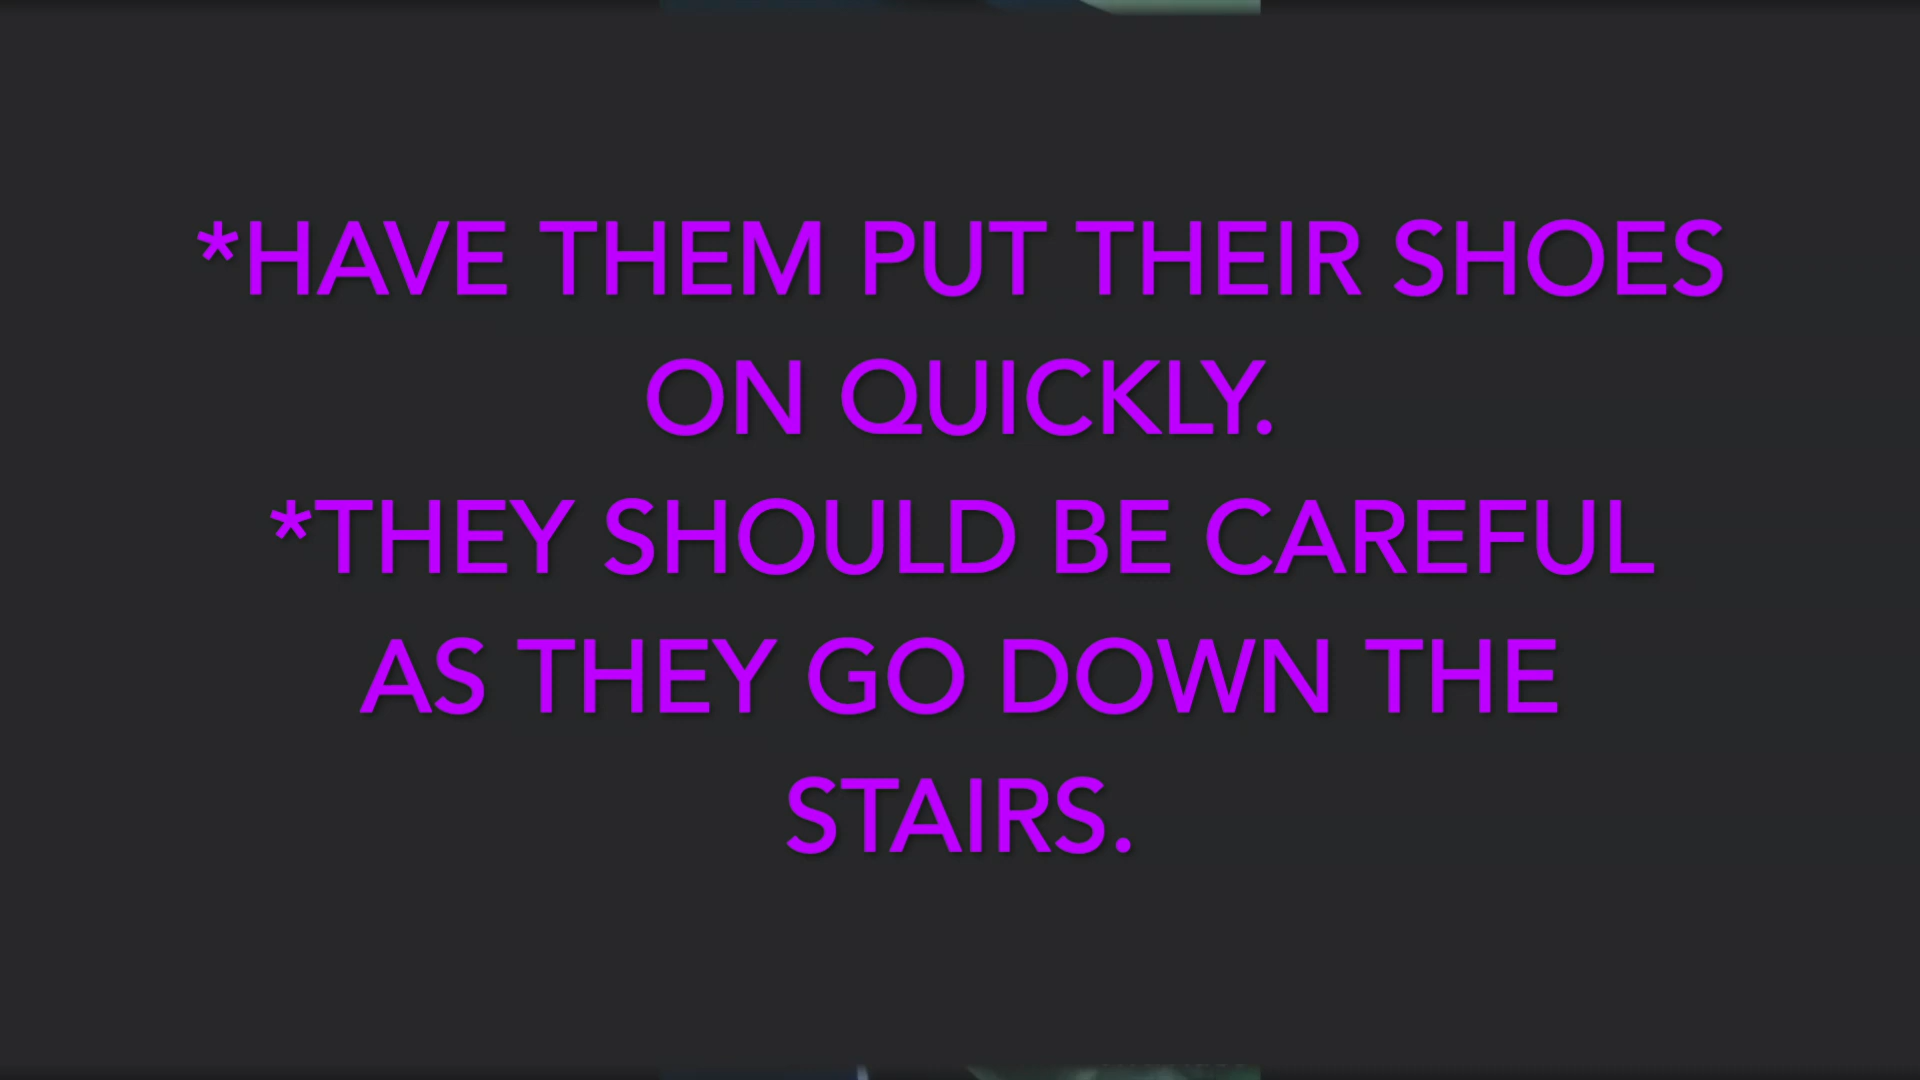 *HAVE THEM PUT THEIR SHOES
ON QUICKLY.
*THEY SHOULD BE CAREFUL
AS THEY GO DOWN THE
STAIRS.